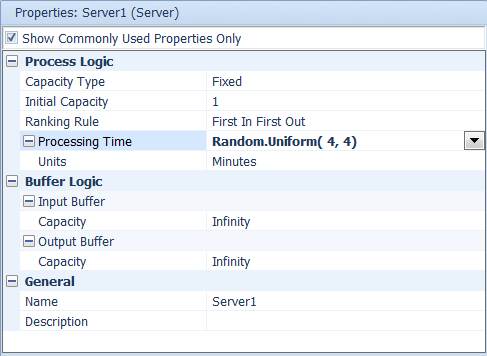 Properties: Server1 (Server)
Show Commonly Used Properties Only
Process Logic
Capacity Type Fixed
Initial Capacity 1
Ranking Rule First In First Out
Processing Time Random.Uniform( 4, 4)
Units Minutes
Buffer Logic
Input Buffer
Capacity Infinity
Output Buffer
Capacity Infinity
General
Name Server1
Description